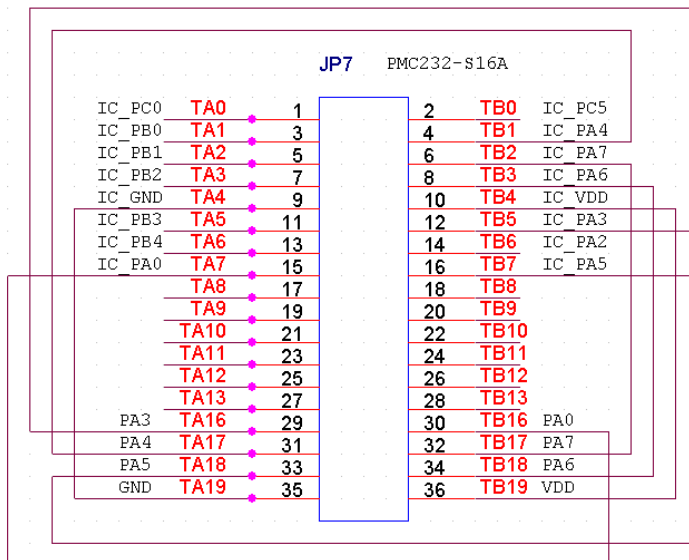 JP7 PMC232-S16A
IC_PC0 TA0 1 2 TB0 IC_PC5
IC_PB0 TA1 3 4 TB1 IC_PA4
IC_PB1 TA2 5 6 TB2 IC_PA7
IC_PB2 TA3 7 8 TB3 IC_PA6
IC_GND TA4 9 10 TB4 IC_VDD
IC_PB3 TA5 11 12 TB5 IC_PA3
IC_PB4 TA6 13 14 TB6 IC_PA2
IC_PA0 TA7 15 16 TB7 IC_PA5
TA8 17 18 TB8
TA9 19 20 TB9
TA10 21 22 TB10
TA11 23 24 TB11
TA12 25 26 TB12
TA13 27 28 TB13
PA3 TA16 29 30 TB16 PA0
PA4 TA17 31 32 TB17 PA7
PA5 TA18 33 34 TB18 PA6
GND TA19 35 36 TB19 VDD